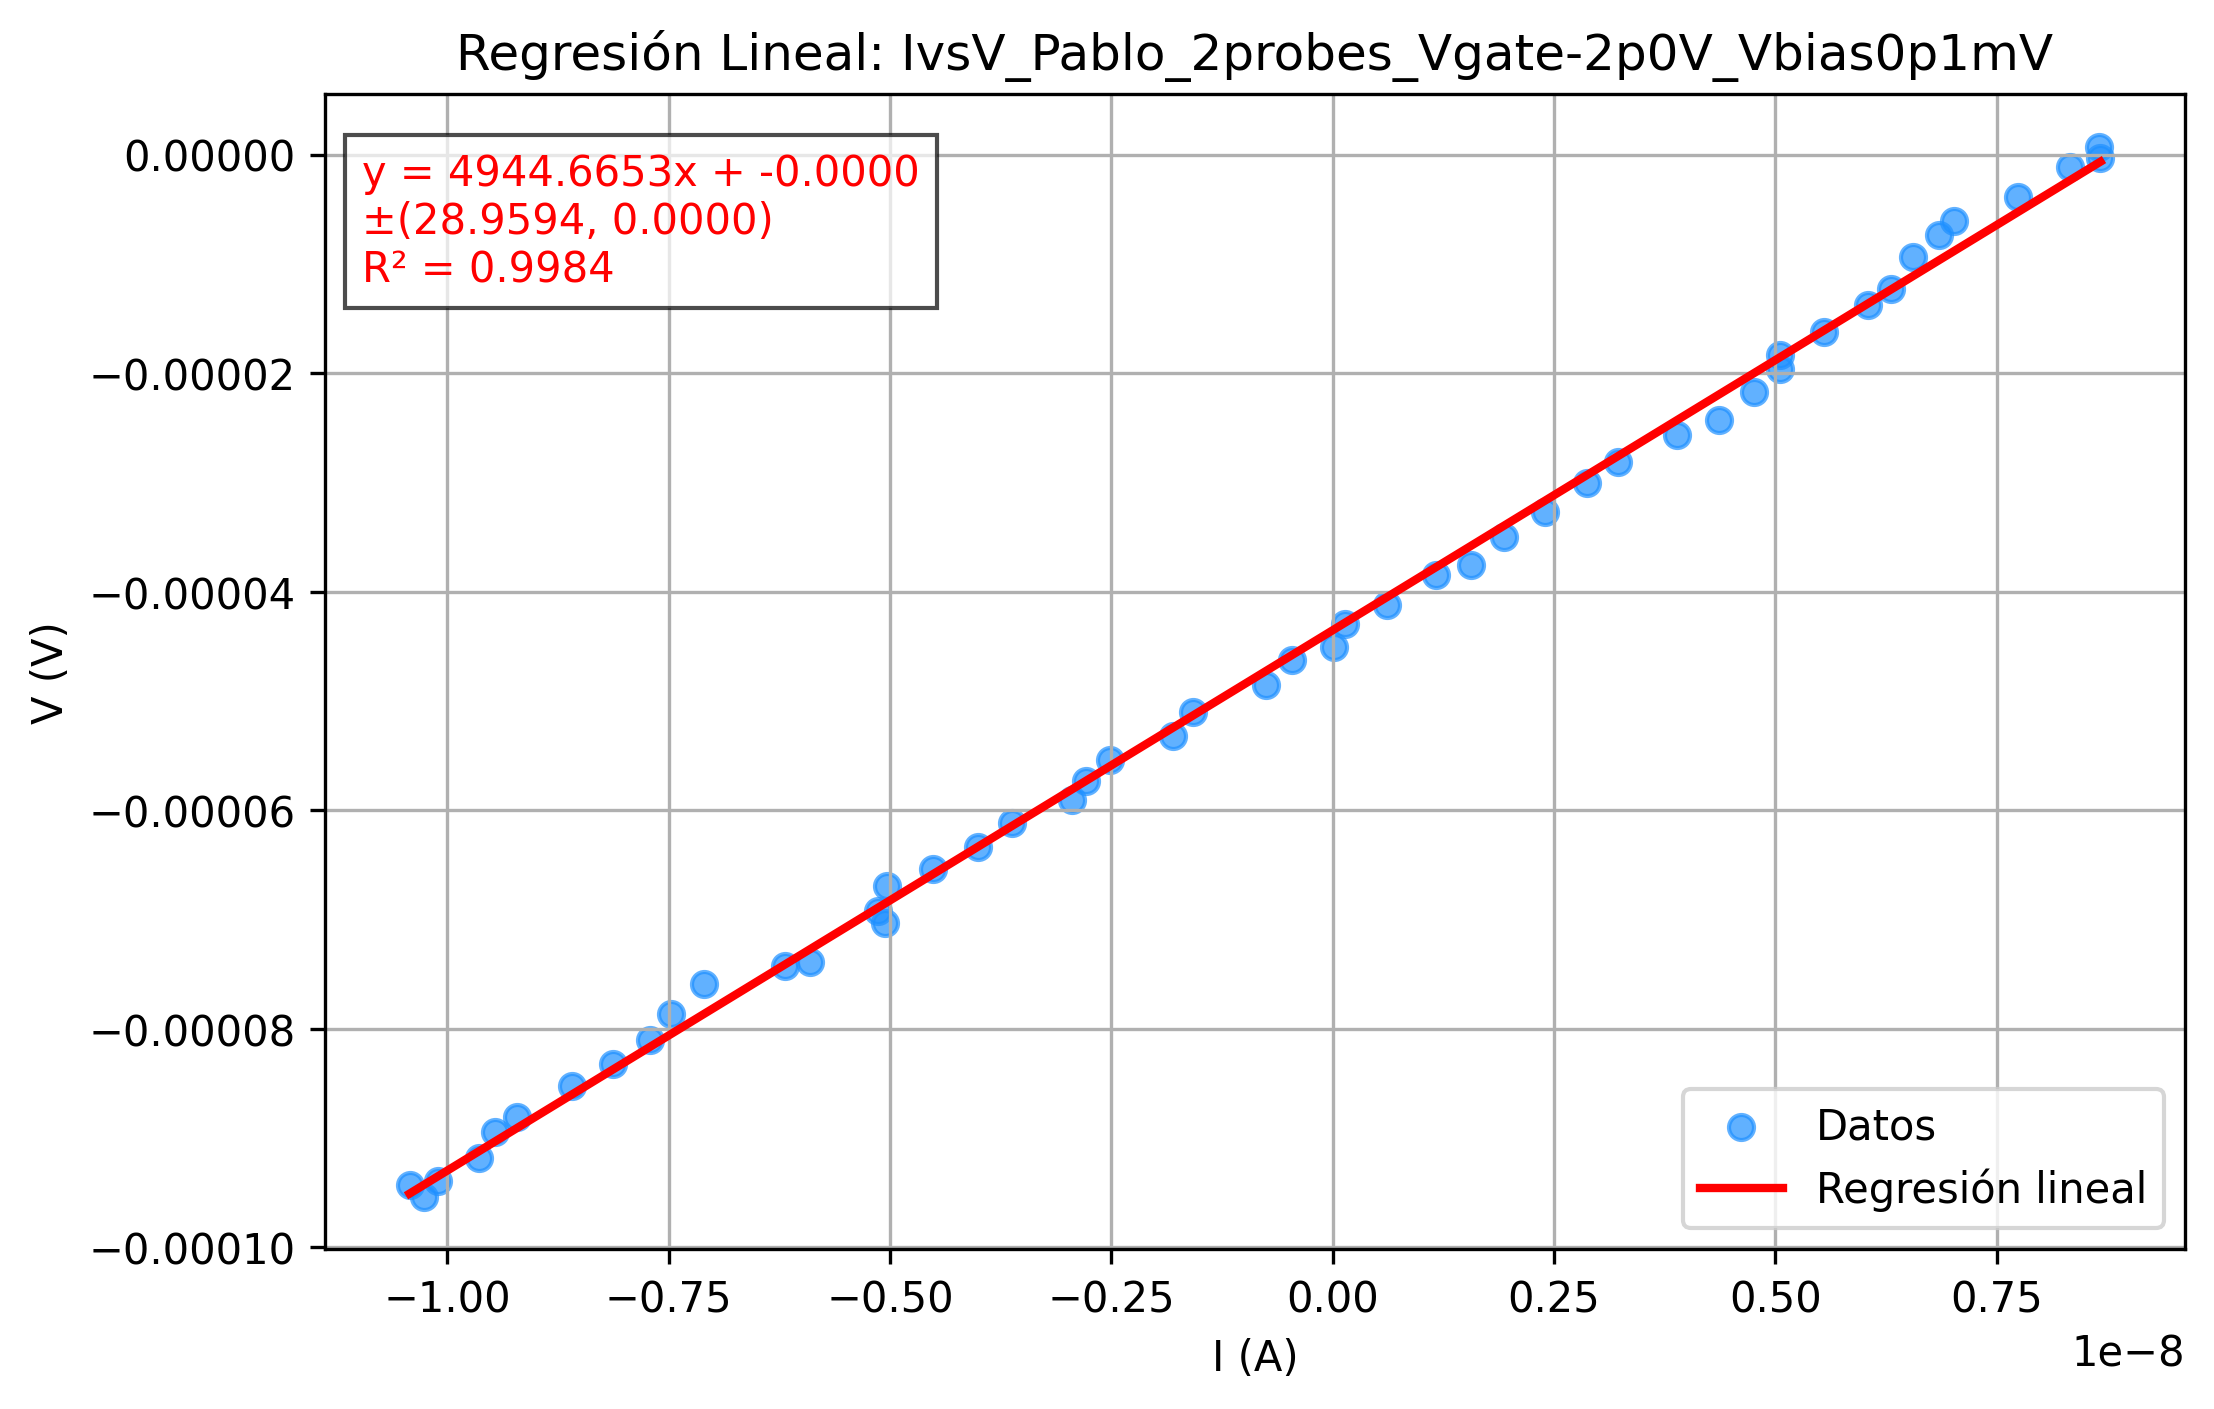 Regresión Lineal: IvsV_Pablo_2probes_Vgate-2p0V_Vbias0p1mV
y = 4944.6653x + -0.0000
±(28.9594, 0.0000)
R² = 0.9984
0.00000
−0.00002
−0.00004
−0.00006
−0.00008
−0.00010
V (V)
Datos
Regresión lineal
−1.00 −0.75 −0.50 −0.25 0.00 0.25 0.50 0.75
I (A)
1e−8